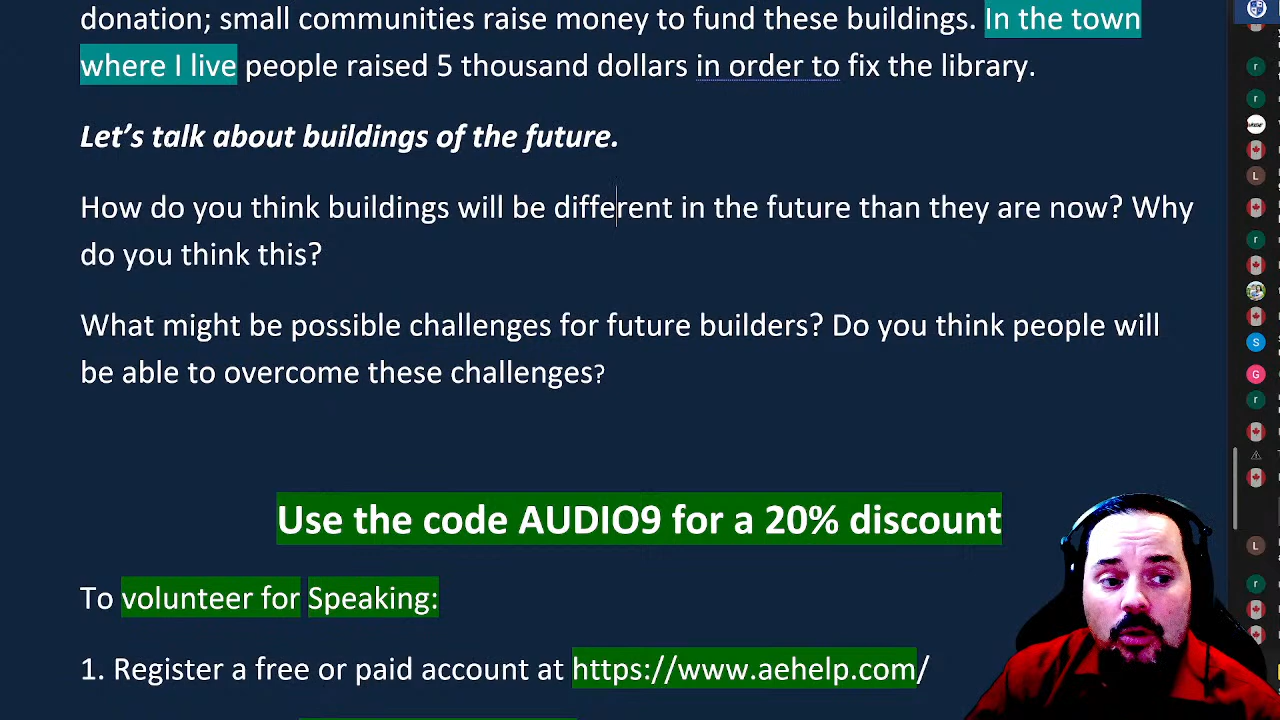 donation; small communities raise money to fund these buildings. In the town
where I live people raised 5 thousand dollars in order to fix the library.
Let's talk about buildings of the future.
How do you think buildings will be different in the future than they are now? Why
do you think this?
What might be possible challenges for future builders? Do you think people will
be able to overcome these challenges?
Use the code AUDIO9 for a 20% discount
To volunteer for Speaking:
1. Register a free or paid account at https://www.aehelp.com/